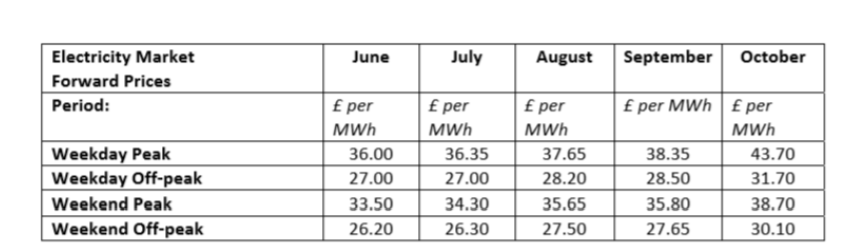 Electricity Market Forward Prices June July August September October
Period: £ per MWh £ per MWh £ per MWh £ per MWh £ per MWh
Weekday Peak 36.00 36.35 37.65 38.35 43.70
Weekday Off-peak 27.00 27.00 28.20 28.50 31.70
Weekend Peak 33.50 34.30 35.65 35.80 38.70
Weekend Off-peak 26.20 26.30 27.50 27.65 30.10